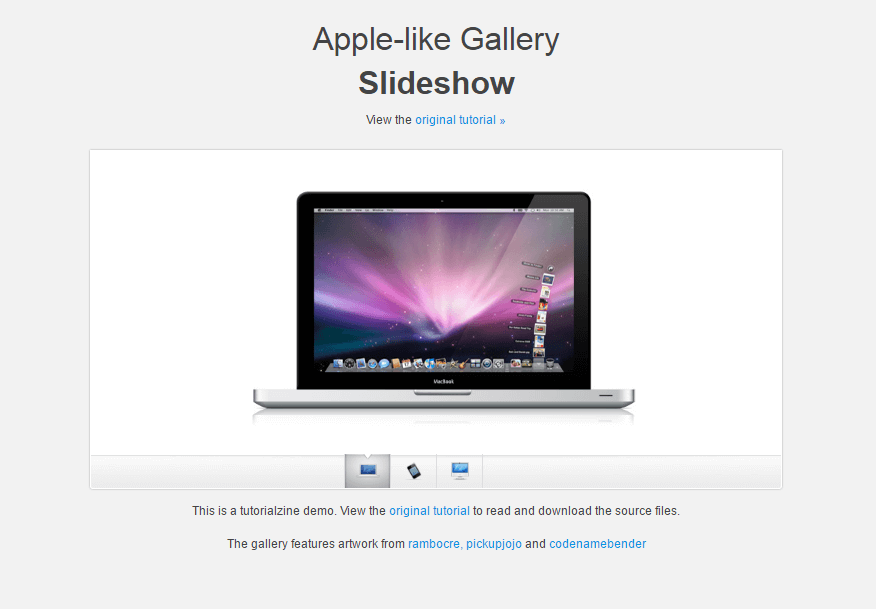 Apple-like Gallery
Slideshow
View the original tutorial »
MacBook
This is a tutorialzine demo. View the original tutorial to read and download the source files.
The gallery features artwork from rambocre, pickupjojo and codenamebender